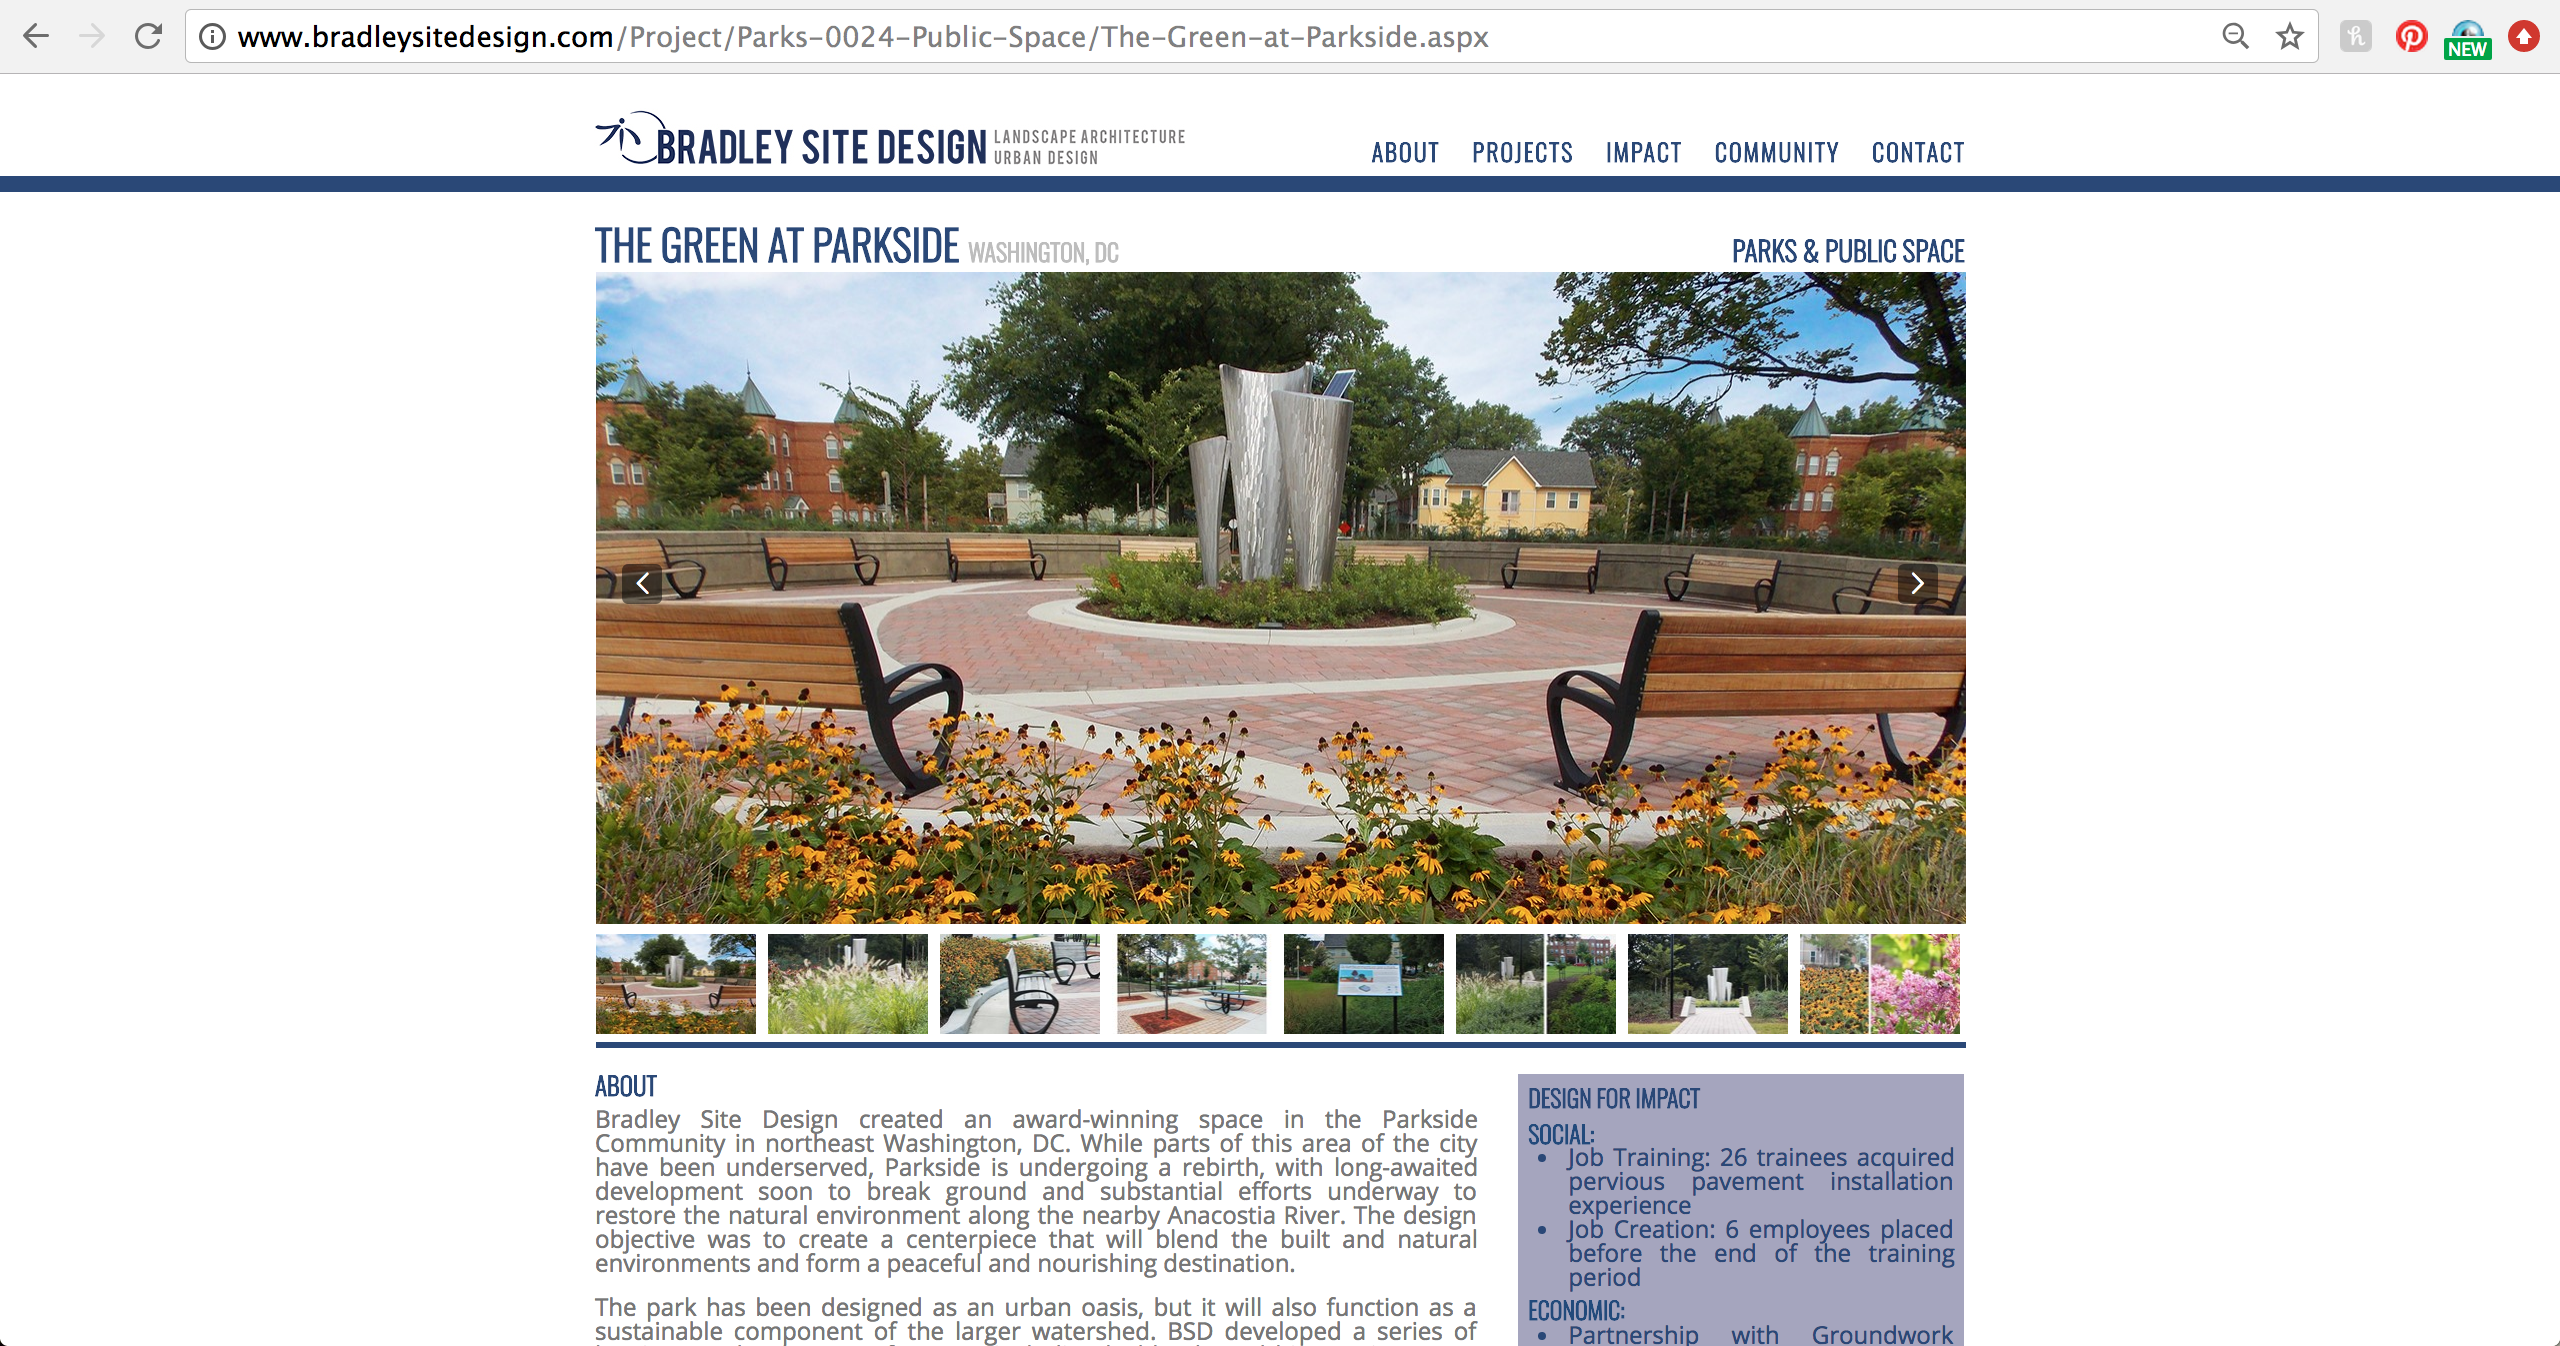 www.bradleysitedesign.com/Project/Parks-0024-Public-Space/The-Green-at-Parkside.aspx
NEW
BRADLEY SITE DESIGN
LANDSCAPE ARCHITECTURE
URBAN DESIGN
ABOUT PROJECTS IMPACT COMMUNITY CONTACT
THE GREEN AT PARKSIDE WASHINGTON, DC
PARKS & PUBLIC SPACE
ABOUT
Bradley Site Design created an award-winning space in the Parkside
Community in northeast Washington, DC. While parts of this area of the city
have been underserved, Parkside is undergoing a rebirth, with long-awaited
development soon to break ground and substantial efforts underway to
restore the natural environment along the nearby Anacostia River. The design
objective was to create a centerpiece that will blend the built and natural
environments and form a peaceful and nourishing destination.
The park has been designed as an urban oasis, but it will also function as a
sustainable component of the larger watershed. BSD developed a series of
DESIGN FOR IMPACT
SOCIAL:
• Job Training: 26 trainees acquired
pervious pavement installation
experience
• Job Creation: 6 employees placed
before the end of the training
period
ECONOMIC:
• Partnership with Groundwork